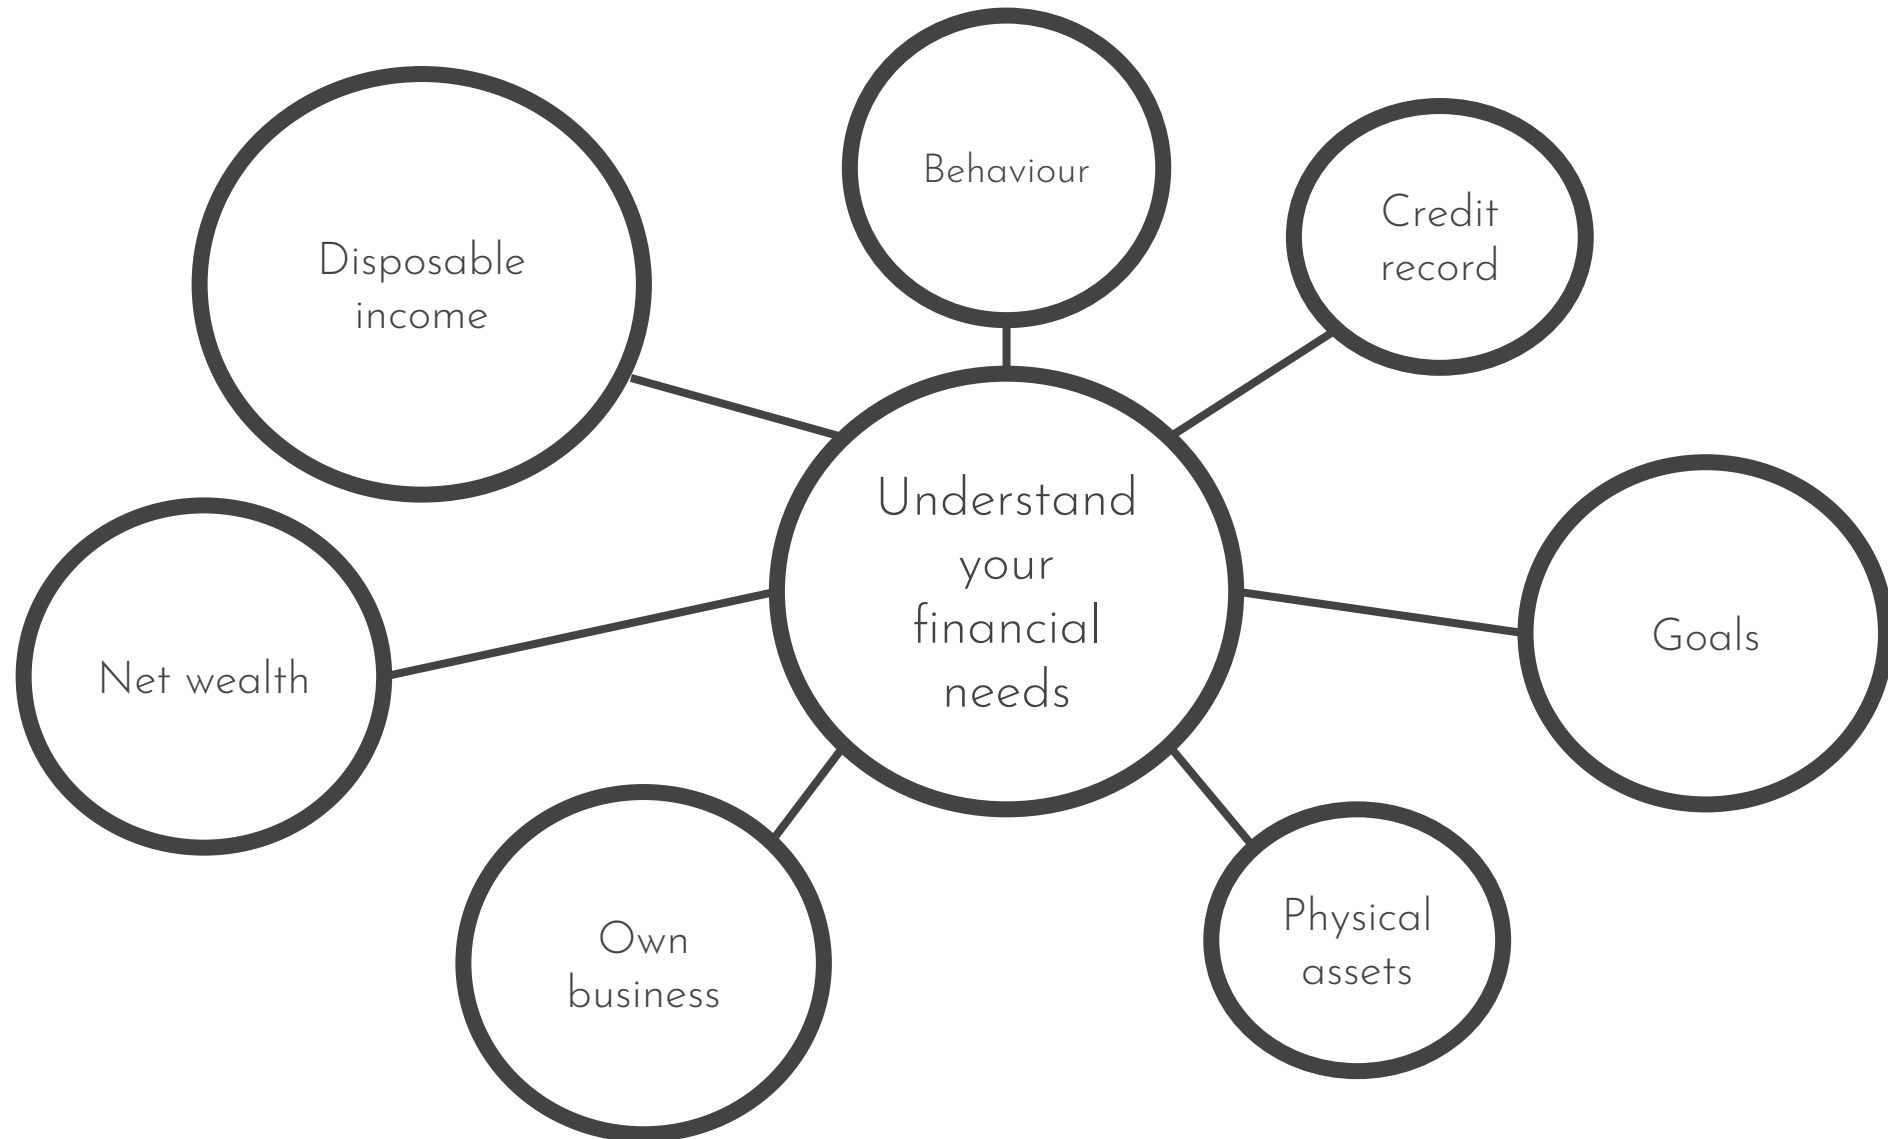 Behaviour
Credit
record
Disposable
income
Understand
your
financial
needs
Goals
Net wealth
Physical
assets
Own
business